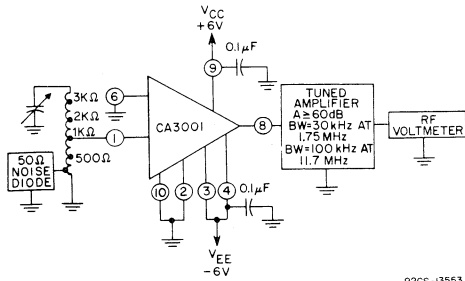 VCC
+6V
0.1µF
9
3KΩ
6
2KΩ
1KΩ
1
CA3001
8
500Ω
50Ω
NOISE
DIODE
TUNED
AMPLIFIER
A≥60dB
BW=30kHz AT
1.75MHz
BW=100kHz AT
11.7 MHz
RF
VOLTMETER
10
2
3
4
0.1µF
VEE
-6V